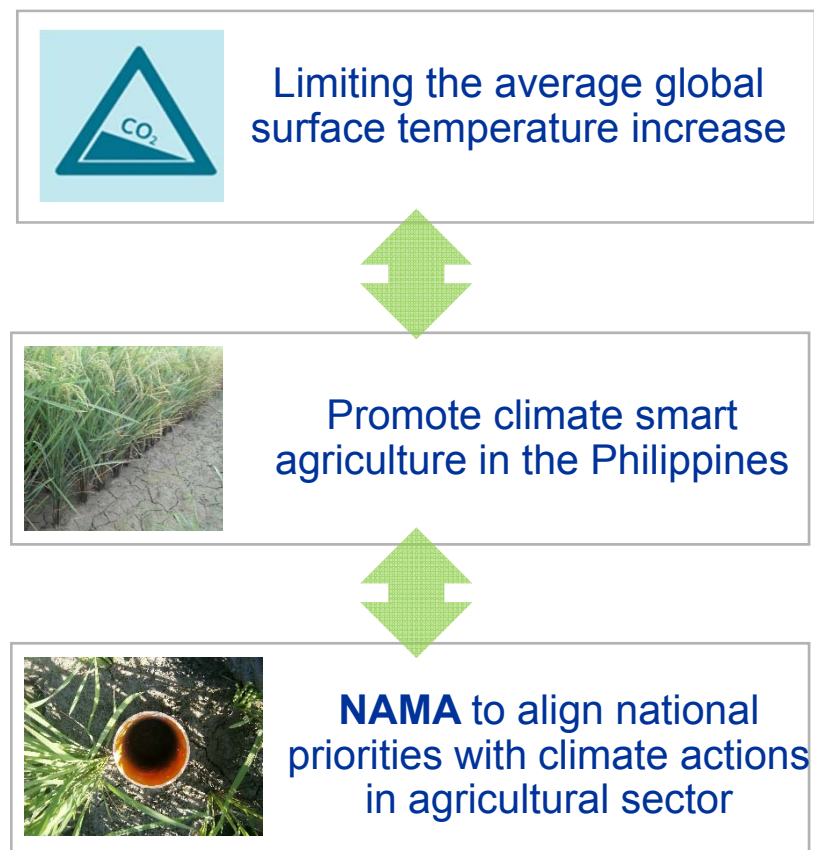 CO₂
Limiting the average global
surface temperature increase
Promote climate smart
agriculture in the Philippines
NAMA to align national
priorities with climate actions
in agricultural sector